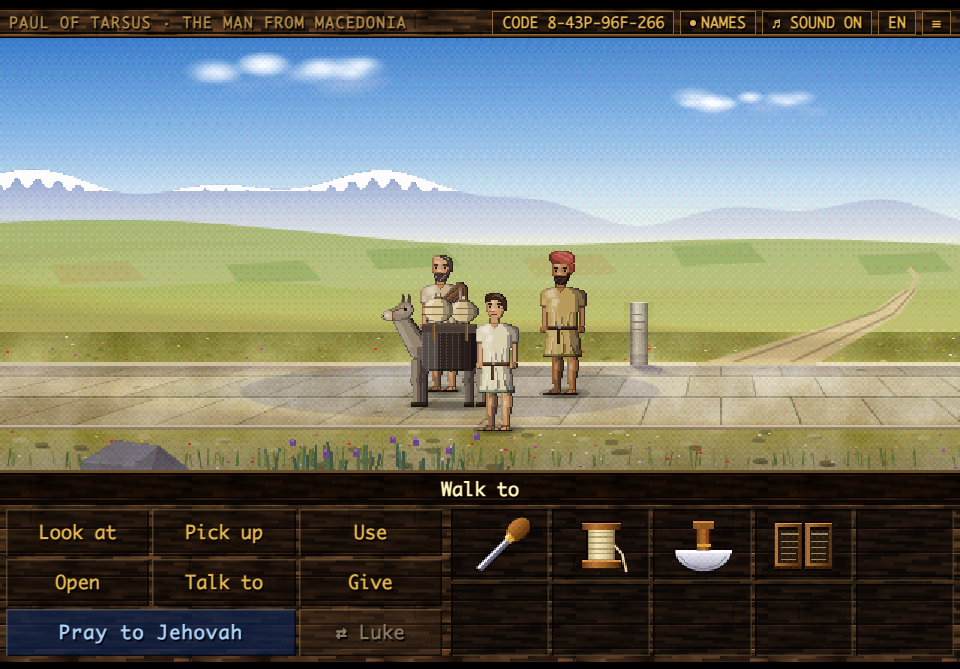 PAUL OF TARSUS · THE MAN FROM MACEDONIA
CODE 8-43P-96F-266
• NAMES
♬ SOUND ON
EN
≡
Walk to
Look at
Pick up
Use
Open
Talk to
Give
Pray to Jehovah
⇄ Luke